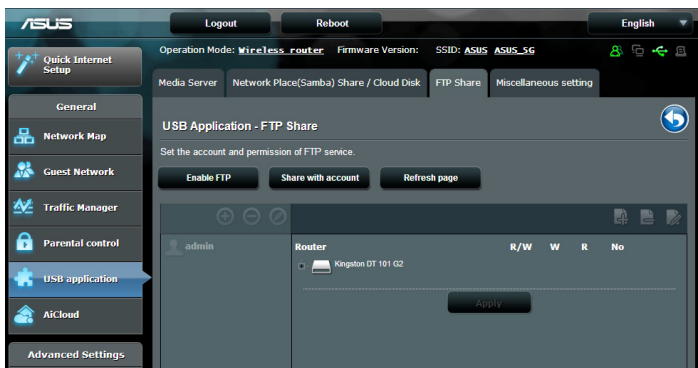 ASUS Logout Reboot English
Quick Internet Setup
Operation Mode: Wireless router Firmware Version: SSID: ASUS ASUS_5G
Media Server Network Place(Samba) Share / Cloud Disk FTP Share Miscellaneous setting
General
Network Map
Guest Network
Traffic Manager
Parental control
USB application
AiCloud
Advanced Settings
USB Application - FTP Share
Set the account and permission of FTP service.
Enable FTP Share with account Refresh page
admin Router R/W W R No
Kingston DT 101 G2
Apply